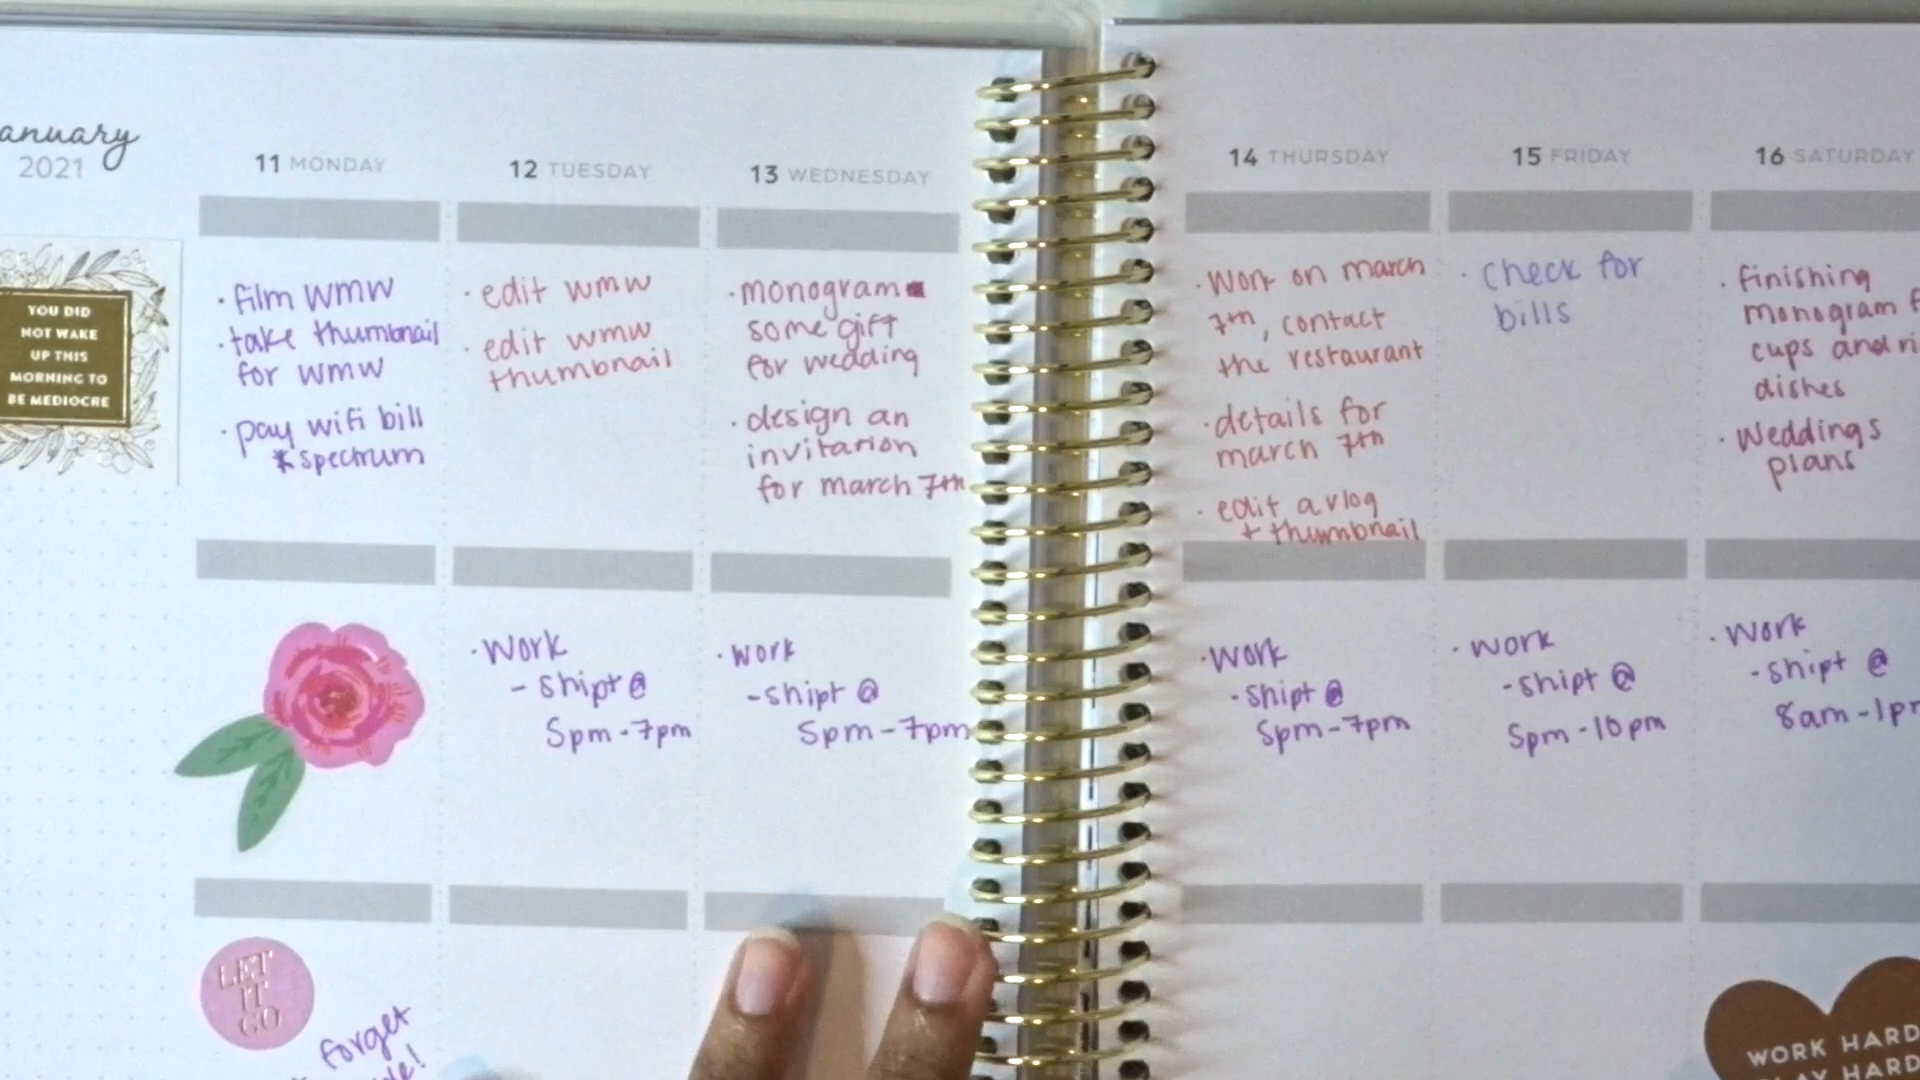 anuary
2021
11 MONDAY
12 TUESDAY
13 WEDNESDAY
14 THURSDAY
15 FRIDAY
16 SATURDAY
YOU DID
NOT WAKE
UP THIS
MORNING TO
BE MEDIOCRE
· film wmw
· take thumbnail
for wmw
· pay wifi bill
* spectrum
· edit wmw
· edit wmw
thumbnail
· monogram
some gift
for wedding
· design an
invitarion
for march 7th
· Work on march
7th, contact
the restaurant
· details for
march 7th
· edit a vlog
+ thumbnail
· check for
bills
· finishing
monogram
cups and
dishes
· Weddings
plans
· Work
- Shipt @
5pm - 7pm
· work
- Shipt @
5pm - 7pm
· Work
- Shipt @
5pm - 7pm
· work
- Shipt @
5pm - 10pm
· Work
- Shipt @
8am - 1pm
LET
IT
GO
forget
WORK HARD
HARD